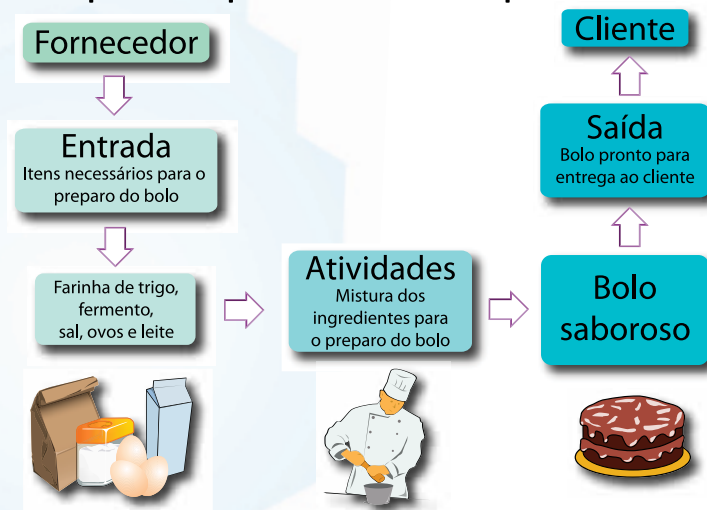 Fornecedor
Entrada
Itens necessários para o
preparo do bolo
Farinha de trigo,
fermento,
sal, ovos e leite
Atividades
Mistura dos
ingredientes para
o preparo do bolo
Bolo
saboroso
Saída
Bolo pronto para
entrega ao cliente
Cliente